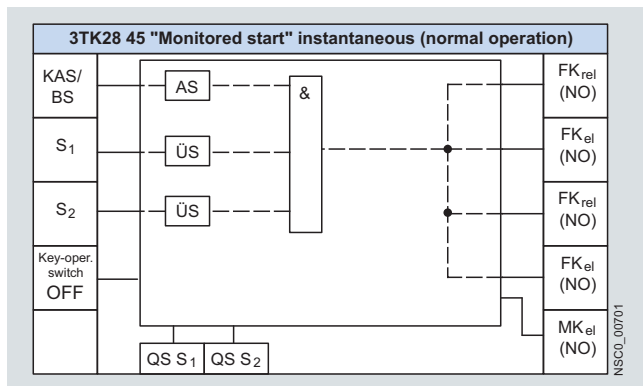 3TK28 45 "Monitored start" instantaneous (normal operation)
KAS/
BS
AS
&
FKrel
(NO)
S1
ÜS
FKel
(NO)
S2
ÜS
FKrel
(NO)
Key-oper.
switch
OFF
FKel
(NO)
MKel
(NO)
QS S1
QS S2
NSC0_00701